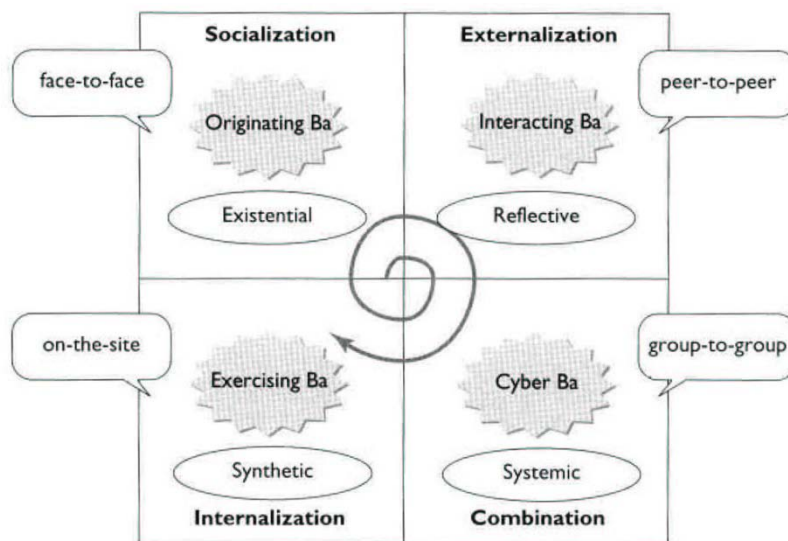 Socialization
Externalization
face-to-face
peer-to-peer
Originating Ba
Interacting Ba
Existential
Reflective
on-the-site
group-to-group
Exercising Ba
Cyber Ba
Synthetic
Systemic
Internalization
Combination